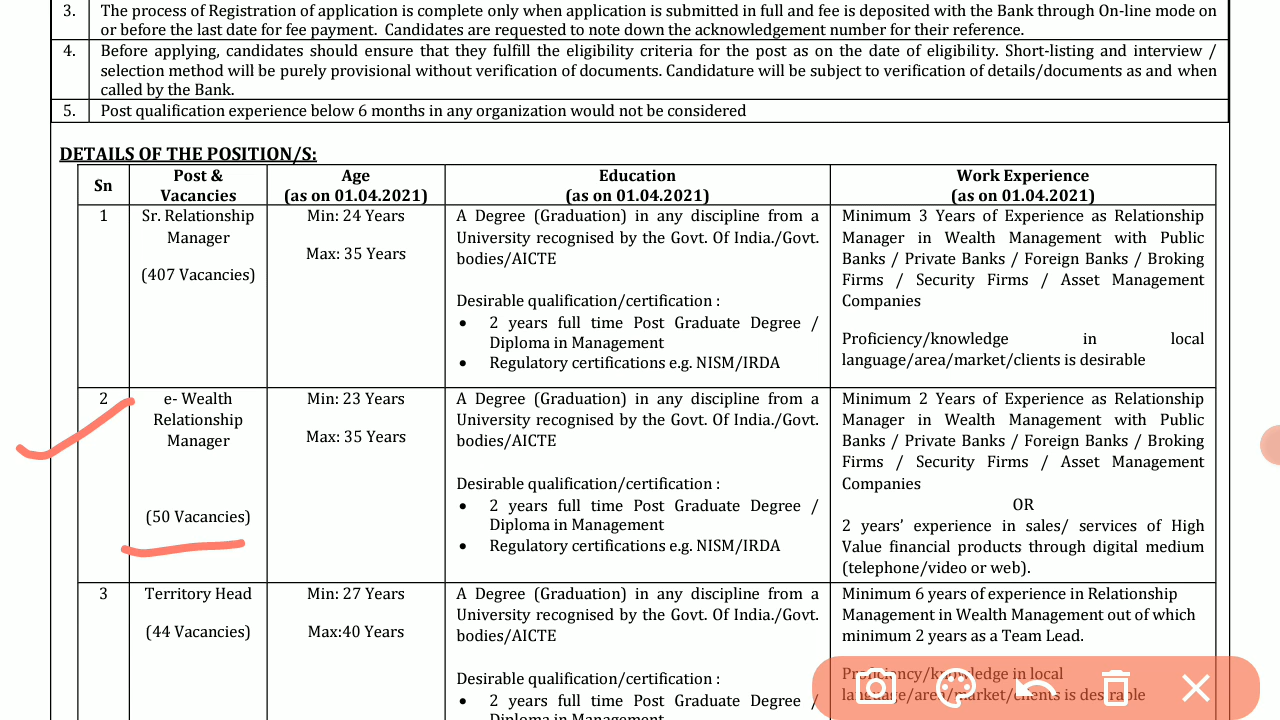 3. The process of Registration of application is complete only when application is submitted in full and fee is deposited with the Bank through On-line mode on
or before the last date for fee payment. Candidates are requested to note down the acknowledgement number for their reference.
4. Before applying, candidates should ensure that they fulfill the eligibility criteria for the post as on the date of eligibility. Short-listing and interview /
selection method will be purely provisional without verification of documents. Candidature will be subject to verification of details/documents as and when
called by the Bank.
5. Post qualification experience below 6 months in any organization would not be considered
DETAILS OF THE POSITION/S:
Sn
Post &
Vacancies
Age
(as on 01.04.2021)
Education
(as on 01.04.2021)
Work Experience
(as on 01.04.2021)
1
Sr. Relationship
Manager
(407 Vacancies)
Min: 24 Years
Max: 35 Years
A Degree (Graduation) in any discipline from a
University recognised by the Govt. Of India./Govt.
bodies/AICTE
Desirable qualification/certification :
• 2 years full time Post Graduate Degree /
Diploma in Management
• Regulatory certifications e.g. NISM/IRDA
Minimum 3 Years of Experience as Relationship
Manager in Wealth Management with Public
Banks / Private Banks / Foreign Banks / Broking
Firms / Security Firms / Asset Management
Companies
Proficiency/knowledge in local
language/area/market/clients is desirable
2
e- Wealth
Relationship
Manager
(50 Vacancies)
Min: 23 Years
Max: 35 Years
A Degree (Graduation) in any discipline from a
University recognised by the Govt. Of India./Govt.
bodies/AICTE
Desirable qualification/certification :
• 2 years full time Post Graduate Degree /
Diploma in Management
• Regulatory certifications e.g. NISM/IRDA
Minimum 2 Years of Experience as Relationship
Manager in Wealth Management with Public
Banks / Private Banks / Foreign Banks / Broking
Firms / Security Firms / Asset Management
Companies
OR
2 years' experience in sales/ services of High
Value financial products through digital medium
(telephone/video or web).
3
Territory Head
(44 Vacancies)
Min: 27 Years
Max:40 Years
A Degree (Graduation) in any discipline from a
University recognised by the Govt. Of India./Govt.
bodies/AICTE
Desirable qualification/certification :
• 2 years full time Post Graduate Degree /
Diploma in Management
Minimum 6 years of experience in Relationship
Management in Wealth Management out of which
minimum 2 years as a Team Lead.
Proficiency/knowledge in local
language/area/market/clients is desirable